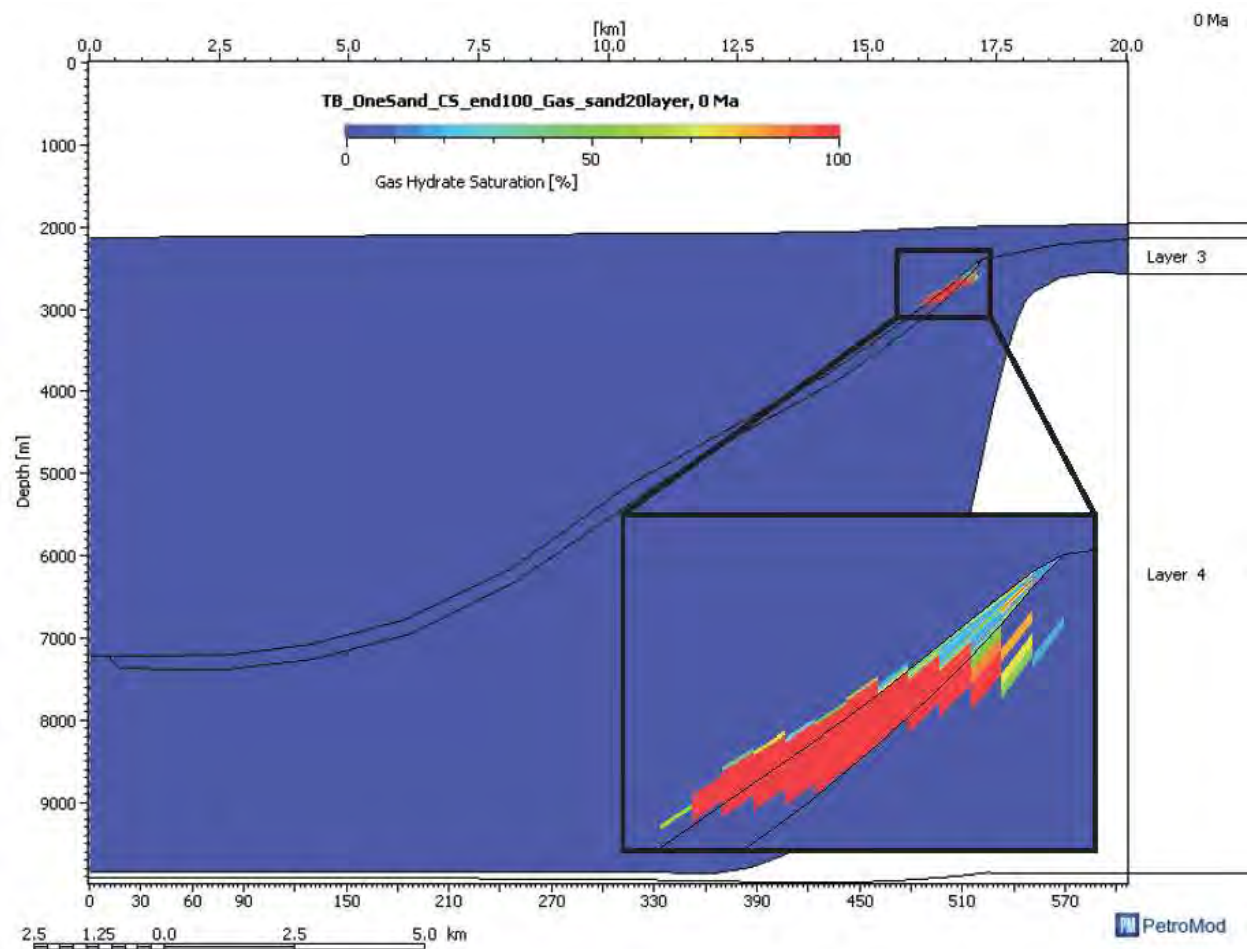 [km]
0 Ma
0.0 2.5 5.0 7.5 10.0 12.5 15.0 17.5 20.0
0
TB_OneSand_CS_end100_Gas_sand20layer, 0 Ma
1000
0 50 100
Gas Hydrate Saturation [%]
2000
Layer 3
3000
4000
Depth [m]
5000
6000
Layer 4
7000
8000
9000
0 30 60 90 150 210 270 330 390 450 510 570
PM PetroMod
2.5 1.25 0.0 2.5 5.0 km